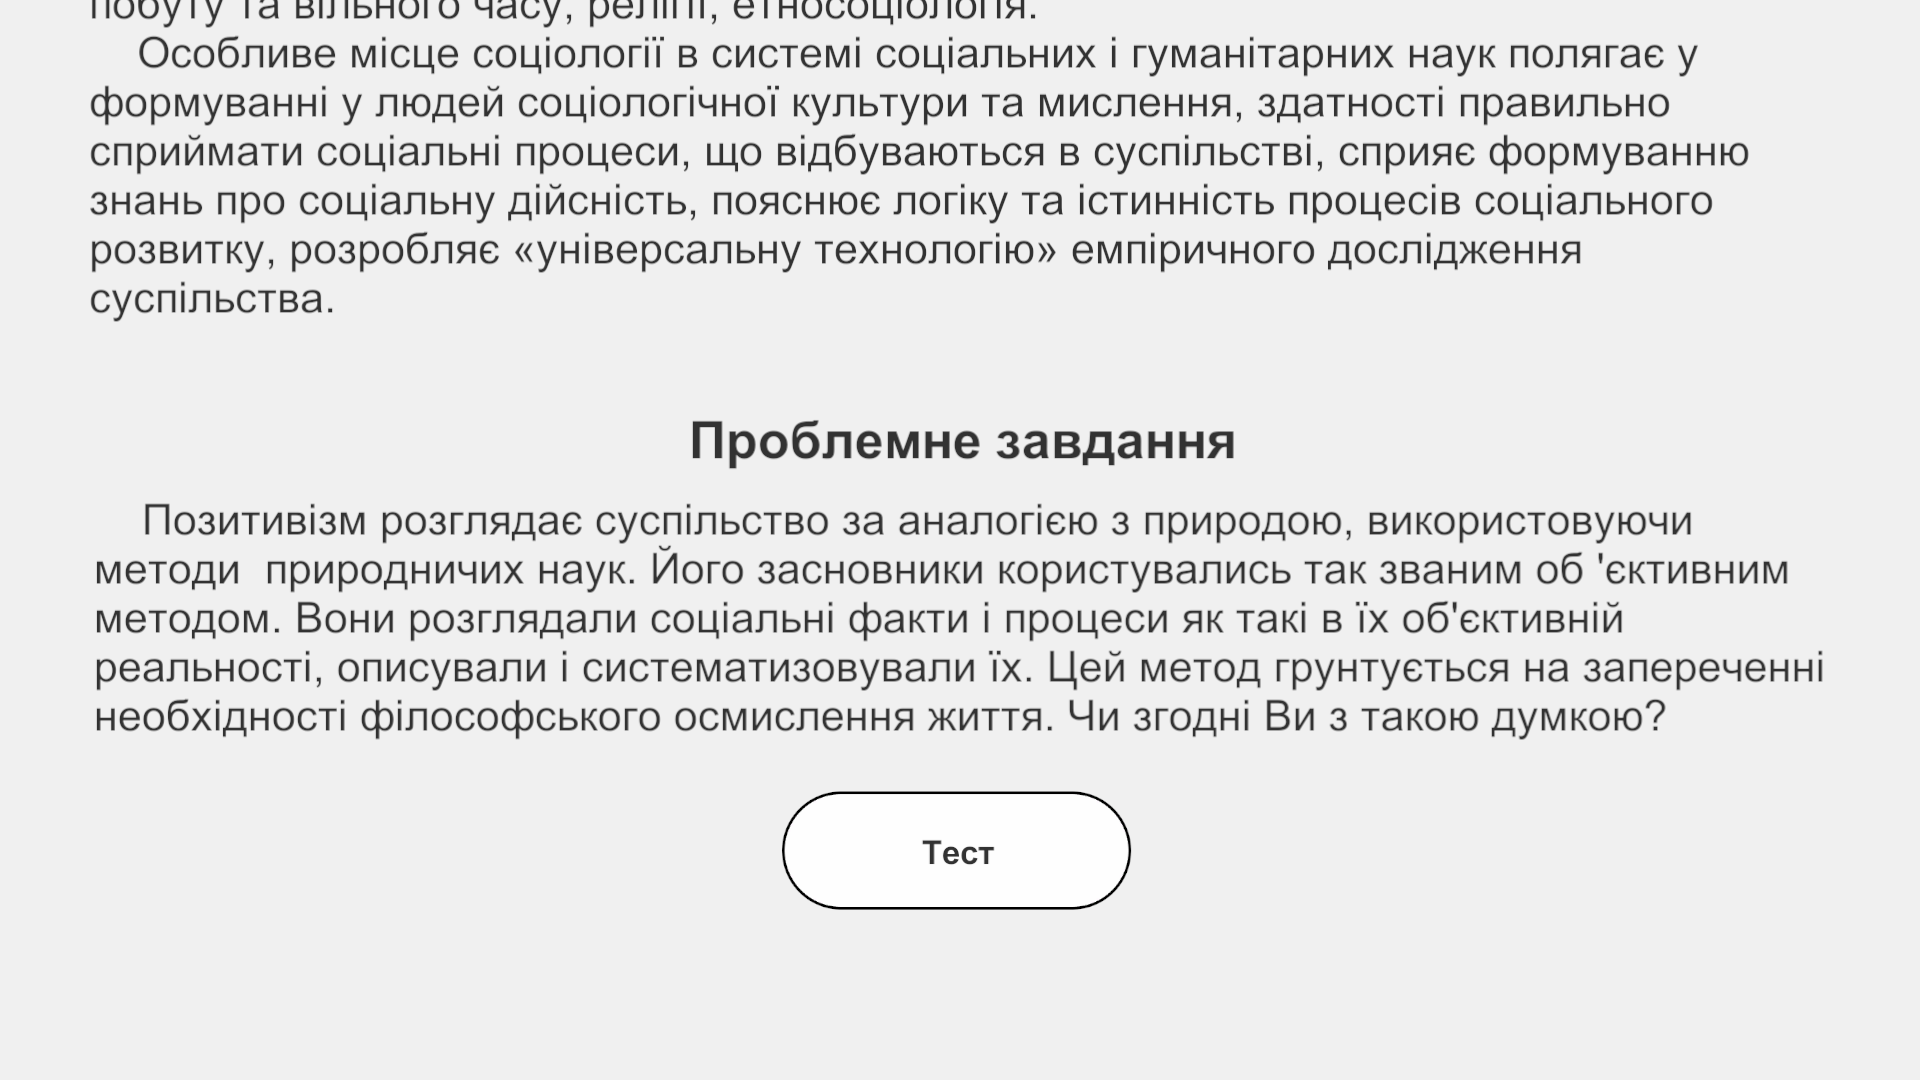 побуту та вільного часу, релігії, етносоціологія.
Особливе місце соціології в системі соціальних і гуманітарних наук полягає у
формуванні у людей соціологічної культури та мислення, здатності правильно
сприймати соціальні процеси, що відбуваються в суспільстві, сприяє формуванню
знань про соціальну дійсність, пояснює логіку та істинність процесів соціального
розвитку, розробляє «універсальну технологію» емпіричного дослідження
суспільства.
Проблемне завдання
Позитивізм розглядає суспільство за аналогією з природою, використовуючи
методи  природничих наук. Його засновники користувались так званим об 'єктивним
методом. Вони розглядали соціальні факти і процеси як такі в їх об'єктивній
реальності, описували і систематизовували їх. Цей метод грунтується на запереченні
необхідності філософського осмислення життя. Чи згодні Ви з такою думкою?
Тест